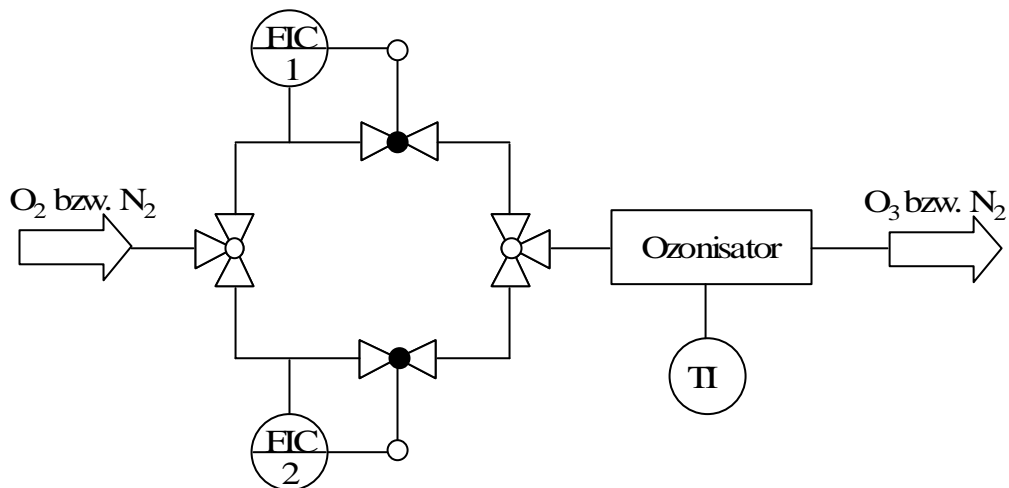 FIC
1
O₂ bzw. N₂
O₃ bzw. N₂
Ozonisator
TI
FIC
2